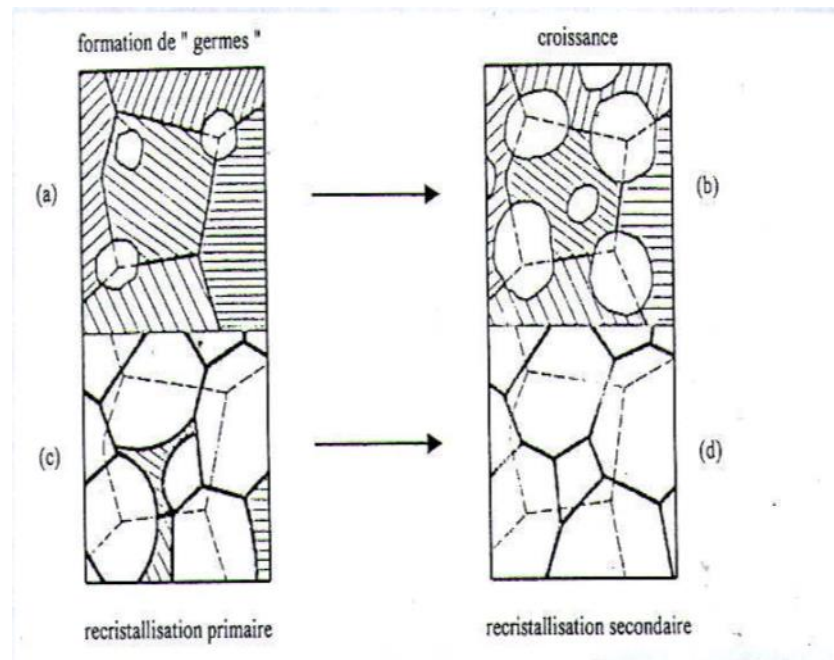 formation de " germes "
croissance
(a)
(b)
(c)
(d)
recristallisation primaire
recristallisation secondaire